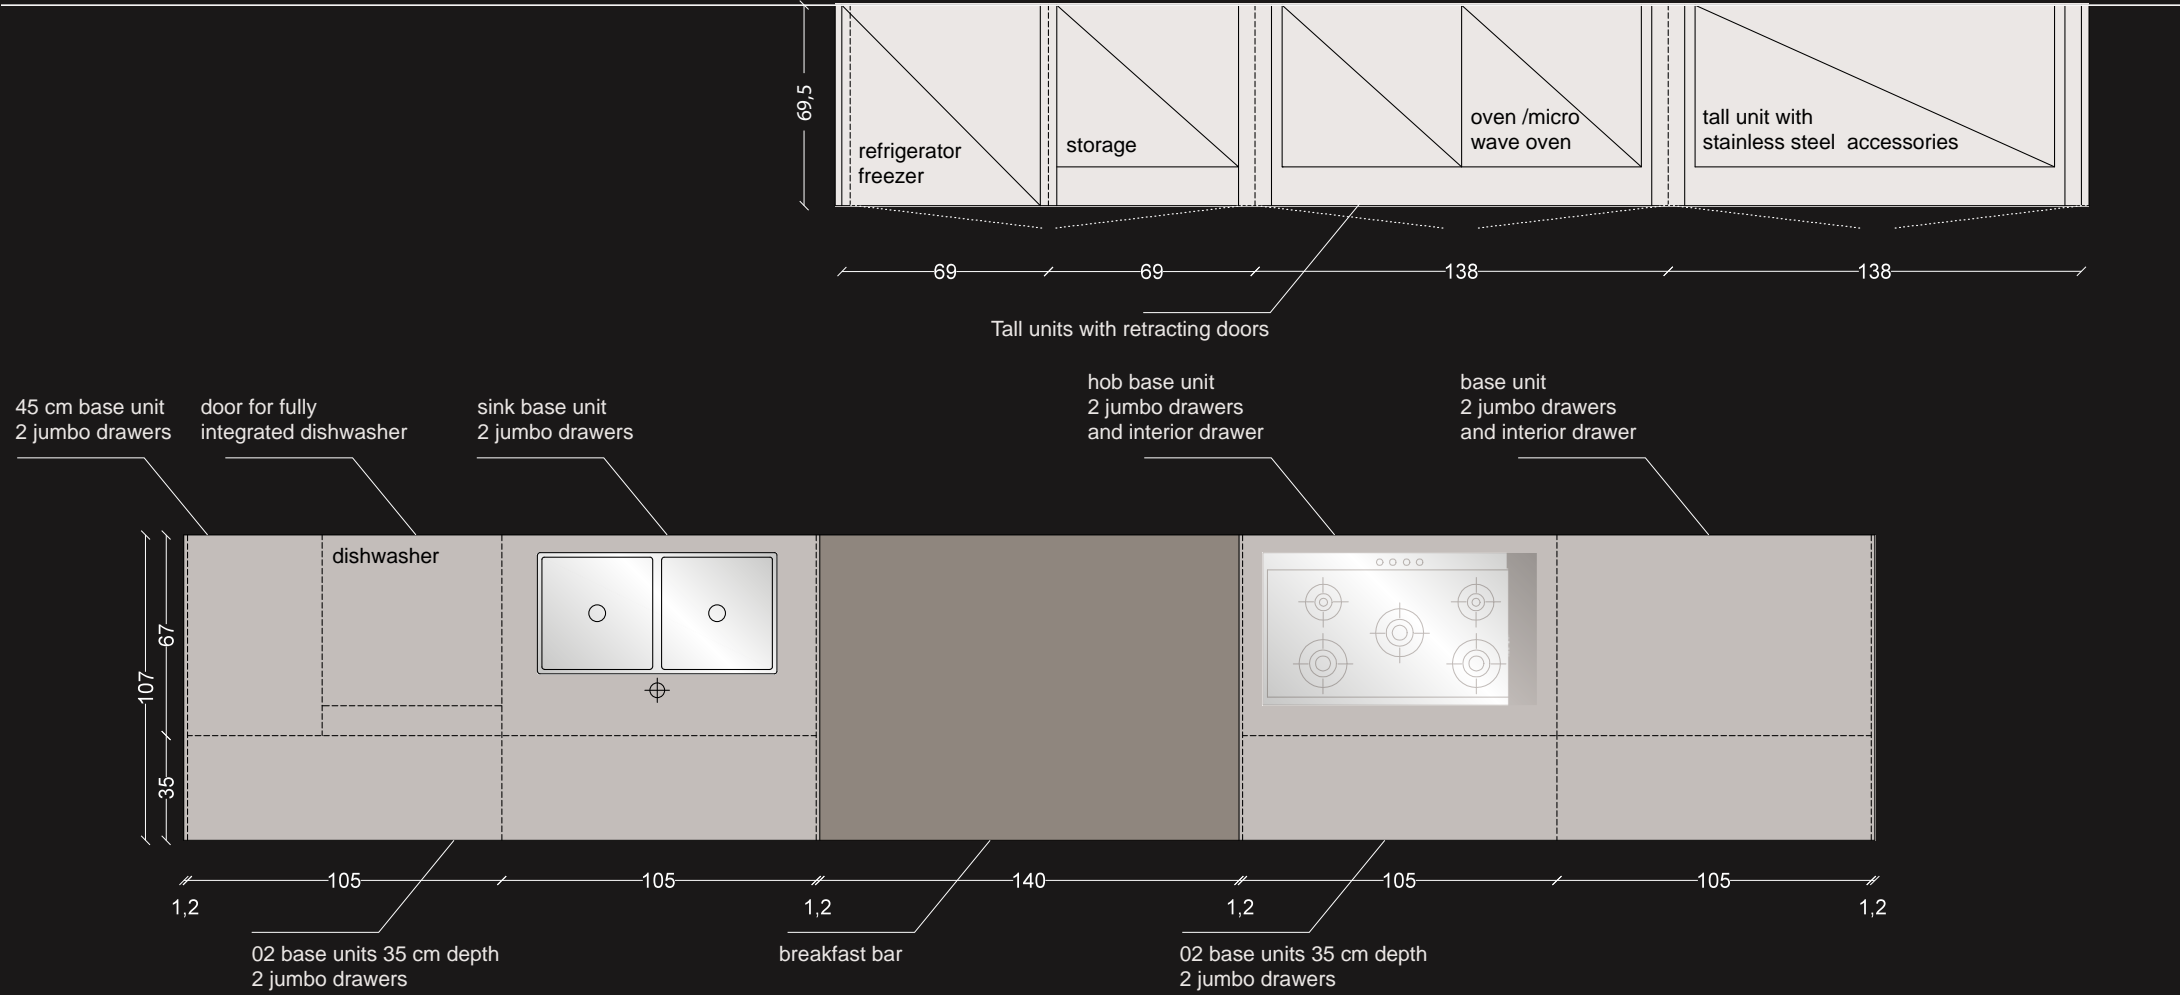 69,5
refrigerator
freezer
storage
oven /micro
wave oven
tall unit with
stainless steel  accessories
69
69
138
138
Tall units with retracting doors
45 cm base unit
2 jumbo drawers
door for fully
integrated dishwasher
sink base unit
2 jumbo drawers
hob base unit
2 jumbo drawers
and interior drawer
base unit
2 jumbo drawers
and interior drawer
dishwasher
67
107
35
105
105
140
105
105
1,2
1,2
1,2
1,2
02 base units 35 cm depth
2 jumbo drawers
breakfast bar
02 base units 35 cm depth
2 jumbo drawers